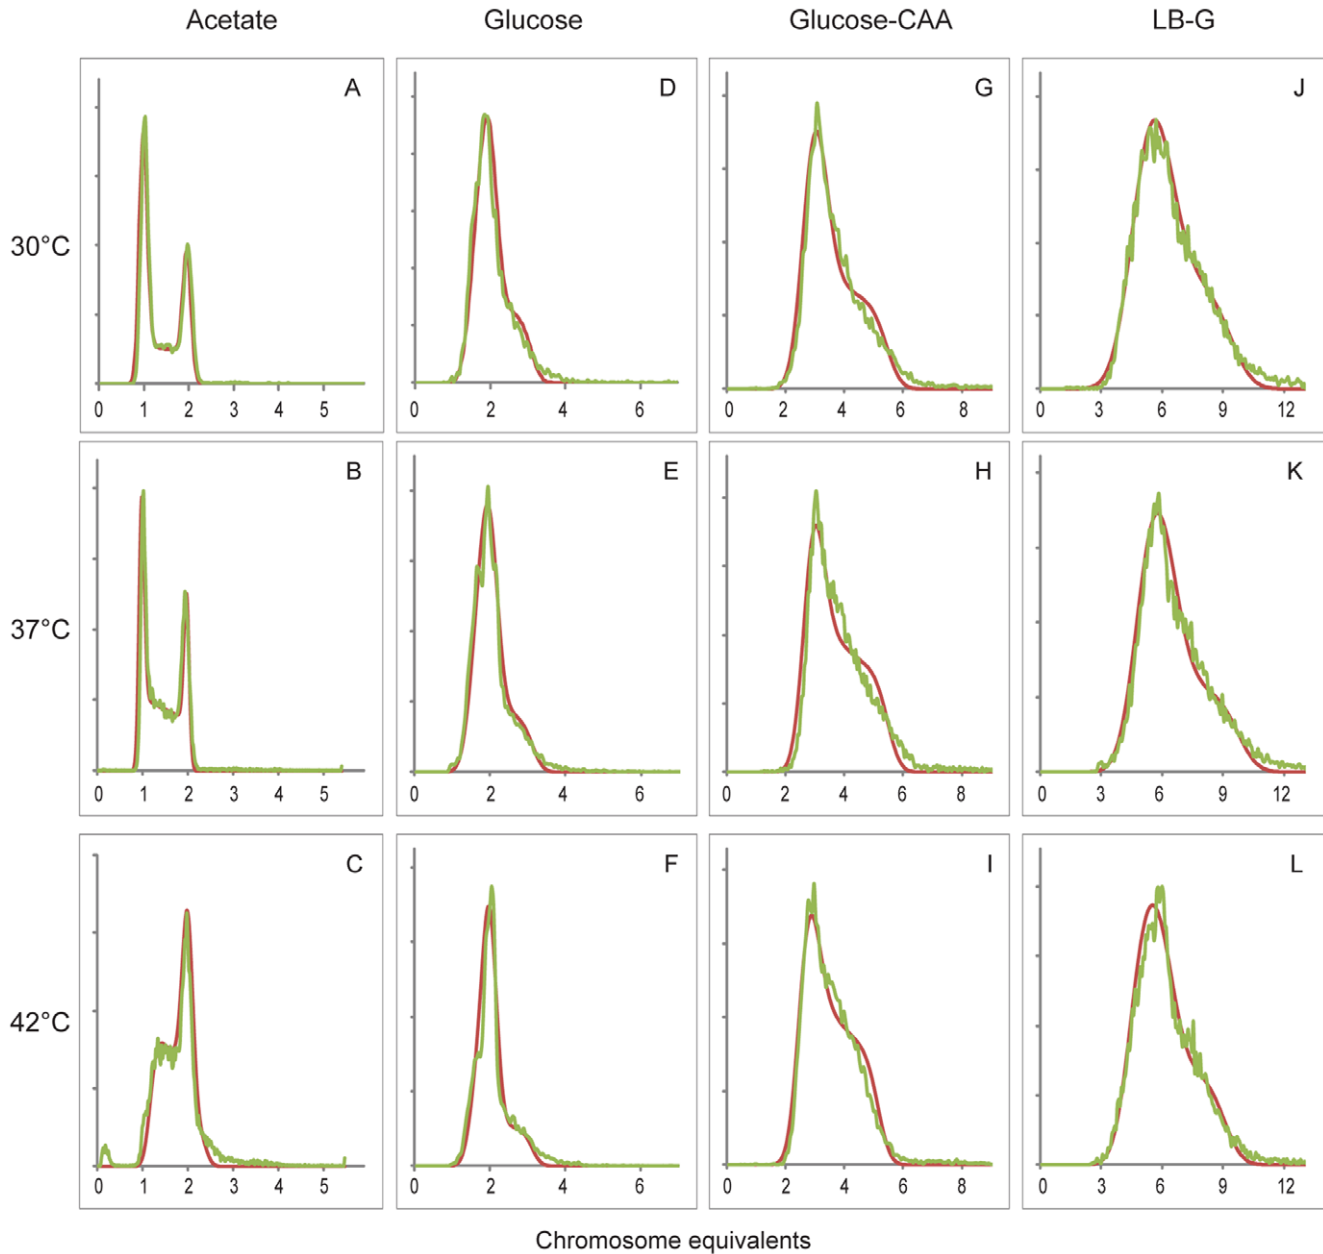 Acetate Glucose Glucose-CAA LB-G
A D G J
30°C
0 1 2 3 4 5 0 2 4 6 0 2 4 6 8 0 3 6 9 12
B E H K
37°C
0 1 2 3 4 5 0 2 4 6 0 2 4 6 8 0 3 6 9 12
C F I L
42°C
0 1 2 3 4 5 0 2 4 6 0 2 4 6 8 0 3 6 9 12
Chromosome equivalents